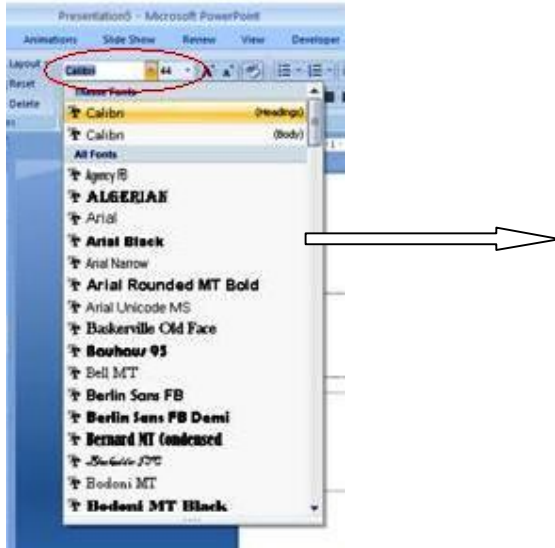 Presentation5 - Microsoft PowerPoint
Animations Slide Show Review View Developer
Layout
Calibri 44 A A
Reset
Theme Fonts
Delete
Calibri (Headings)
Calibri (Body)
All Fonts
Agency FB
ALGERIAN
Arial
Arial Black
Arial Narrow
Arial Rounded MT Bold
Arial Unicode MS
Baskerville Old Face
Bauhaus 93
Bell MT
Berlin Sans FB
Berlin Sans FB Demi
Bernard MT Condensed
Blackadder ITC
Bodoni MT
Bodoni MT Black